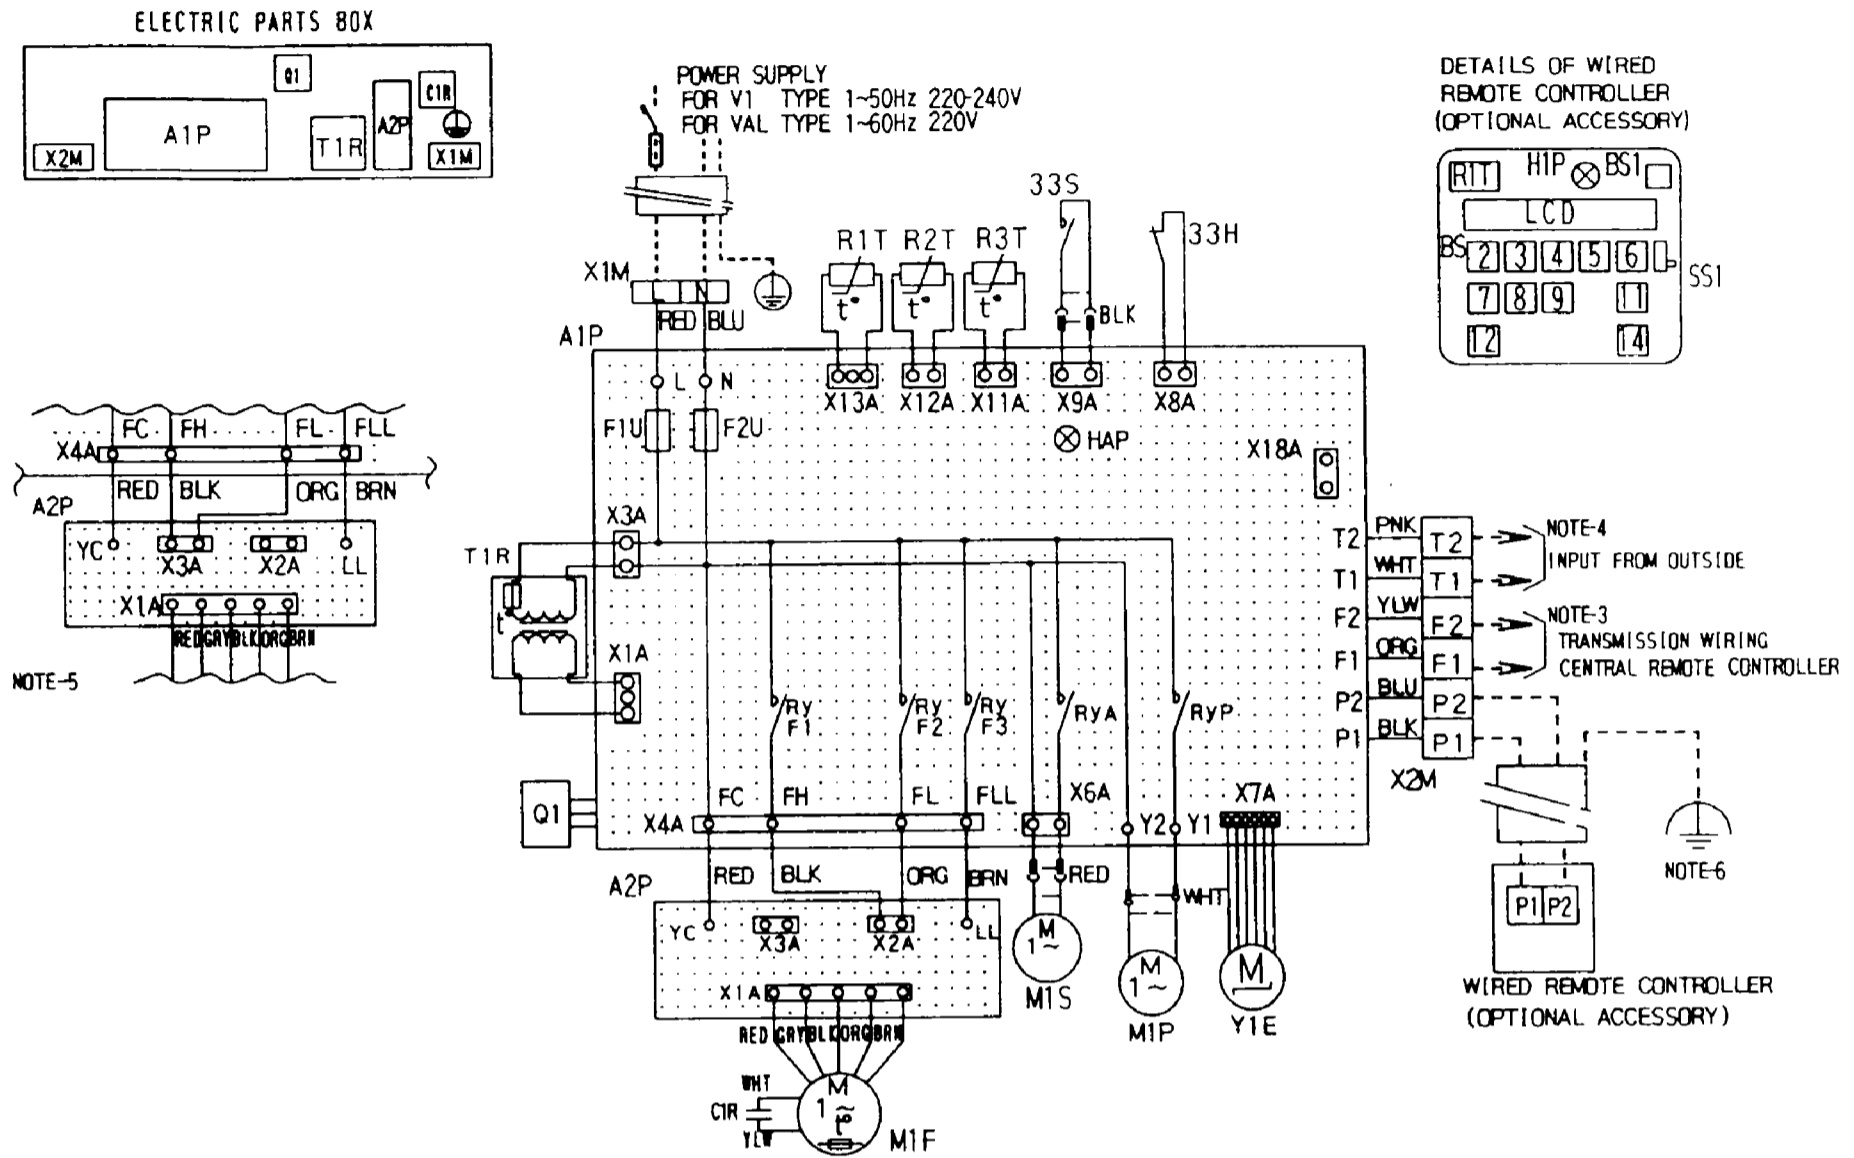 ELECTRIC PARTS BOX
Q1
A1P
T1R
A2P
C1R
X2M
X1M
POWER SUPPLY
FOR V1 TYPE 1~50Hz 220-240V
FOR VAL TYPE 1~60Hz 220V
DETAILS OF WIRED
REMOTE CONTROLLER
(OPTIONAL ACCESSORY)
R1T H1P BS1
LCD
BS 2 3 4 5 6
SS1
7 8 9 11
12 14
33S
33H
R1T R2T R3T
t° t° t°
X1M
L N
RED BLU
BLK
A1P
L N
X13A X12A X11A X9A X8A
F1U F2U
HAP
X18A
FC FH FL FLL
X4A
RED BLK ORG BRN
A2P
YC X3A X2A LL
X1A
RED GRY BLK ORG BRN
NOTE-5
X3A
T1R
t°
X1A
Ry F1
Ry F2
Ry F3
RyA
RyP
T2 PNK T2
NOTE-4
INPUT FROM OUTSIDE
T1 WHT T1
F2 YLW F2
NOTE-3
TRANSMISSION WIRING
CENTRAL REMOTE CONTROLLER
F1 ORG F1
P2 BLU P2
P1 BLK P1
X2M
Q1
FC FH FL FLL X6A X7A
X4A
Y2 Y1
RED BLK ORG BRN RED
WHT
A2P
YC X3A X2A LL
X1A
RED GRY BLK ORG BRN
M 1~
M1S
M 1~
M1P
M
Y1E
NOTE-6
P1 P2
WIRED REMOTE CONTROLLER
(OPTIONAL ACCESSORY)
WHT
C1R
YLW
M
1~
t°
M1F